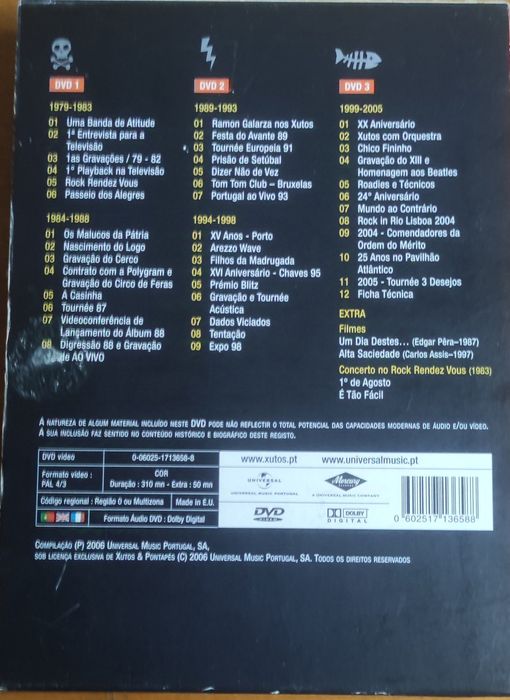 DVD 1
1979-1983
01 Uma Banda de Atitude
02 1ª Entrevista para a
Televisão
03 1as Gravações / 79 - 82
04 1º Playback na Televisão
05 Rock Rendez Vous
06 Passeio dos Alegres
1984-1988
01 Os Malucos da Pátria
02 Nascimento do Logo
03 Gravação do Cerco
04 Contrato com a Polygram e
Gravação do Circo de Feras
05 A Casinha
06 Tournée 87
07 Videoconferência de
Lançamento do Álbum 88
08 Digressão 88 e Gravação
de AO VIVO
DVD 2
1989-1993
01 Ramon Galarza nos Xutos
02 Festa do Avante 89
03 Tournée Europeia 91
04 Prisão de Setúbal
05 Dizer Não de Vez
06 Tom Tom Club – Bruxelas
07 Portugal ao Vivo 93
1994-1998
01 XV Anos - Porto
02 Arezzo Wave
03 Filhos da Madrugada
04 XVI Aniversário - Chaves 95
05 Prémio Blitz
06 Gravação e Tournée
Acústica
07 Dados Viciados
08 Tentação
09 Expo 98
DVD 3
1999-2005
01 XX Aniversário
02 Xutos com Orquestra
03 Chico Fininho
04 Gravação do XIII e
Homenagem aos Beatles
05 Roadies e Técnicos
06 24º Aniversário
07 Mundo ao Contrário
08 Rock in Rio Lisboa 2004
09 2004 - Comendadores da
Ordem do Mérito
10 25 Anos no Pavilhão
Atlântico
11 2005 - Tournée 3 Desejos
12 Ficha Técnica
EXTRA
Filmes
Um Dia Destes... (Edgar Pêra-1987)
Alta Saciedade (Carlos Assis-1997)
Concerto no Rock Rendez Vous (1983)
1º de Agosto
É Tão Fácil
A NATUREZA DE ALGUM MATERIAL INCLUÍDO NESTE DVD PODE NÃO REFLECTIR O TOTAL POTENCIAL DAS CAPACIDADES MODERNAS DE ÁUDIO E/OU VÍDEO.
A SUA INCLUSÃO FAZ SENTIDO NO CONTEÚDO HISTÓRICO E BIOGRÁFICO DESTE REGISTO.
DVD video 0-06025-1713658-8
Formato video : PAL 4/3
COR
Duração : 310 mn - Extra : 50 mn
Código regional : Região 0 ou Multizona Made in E.U.
Formato Áudio DVD : Dolby Digital
www.xutos.pt www.universalmusic.pt
UNIVERSAL
UNIVERSAL MUSIC PORTUGAL
Mercury
A UNIVERSAL MUSIC COMPANY
DVD
VIDEO
DOLBY
DIGITAL
0 602517 136588
COMPILAÇÃO (P) 2006 UNIVERSAL MUSIC PORTUGAL, SA,
SOB LICENÇA EXCLUSIVA DE XUTOS & PONTAPÉS (C) 2006 UNIVERSAL MUSIC PORTUGAL, SA. TODOS OS DIREITOS RESERVADOS